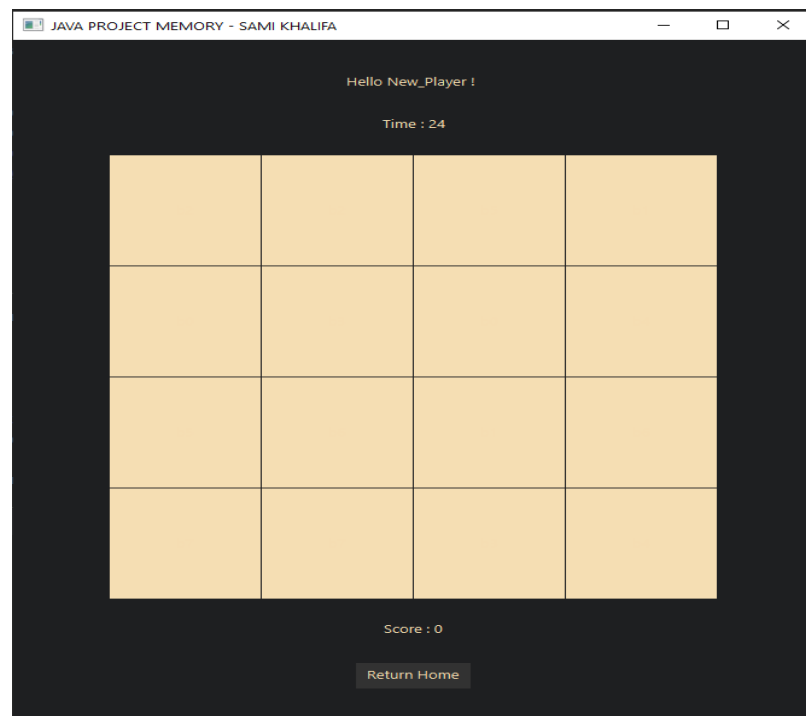 JAVA PROJECT MEMORY - SAMI KHALIFA
Hello New_Player !
Time : 24
Score : 0
Return Home